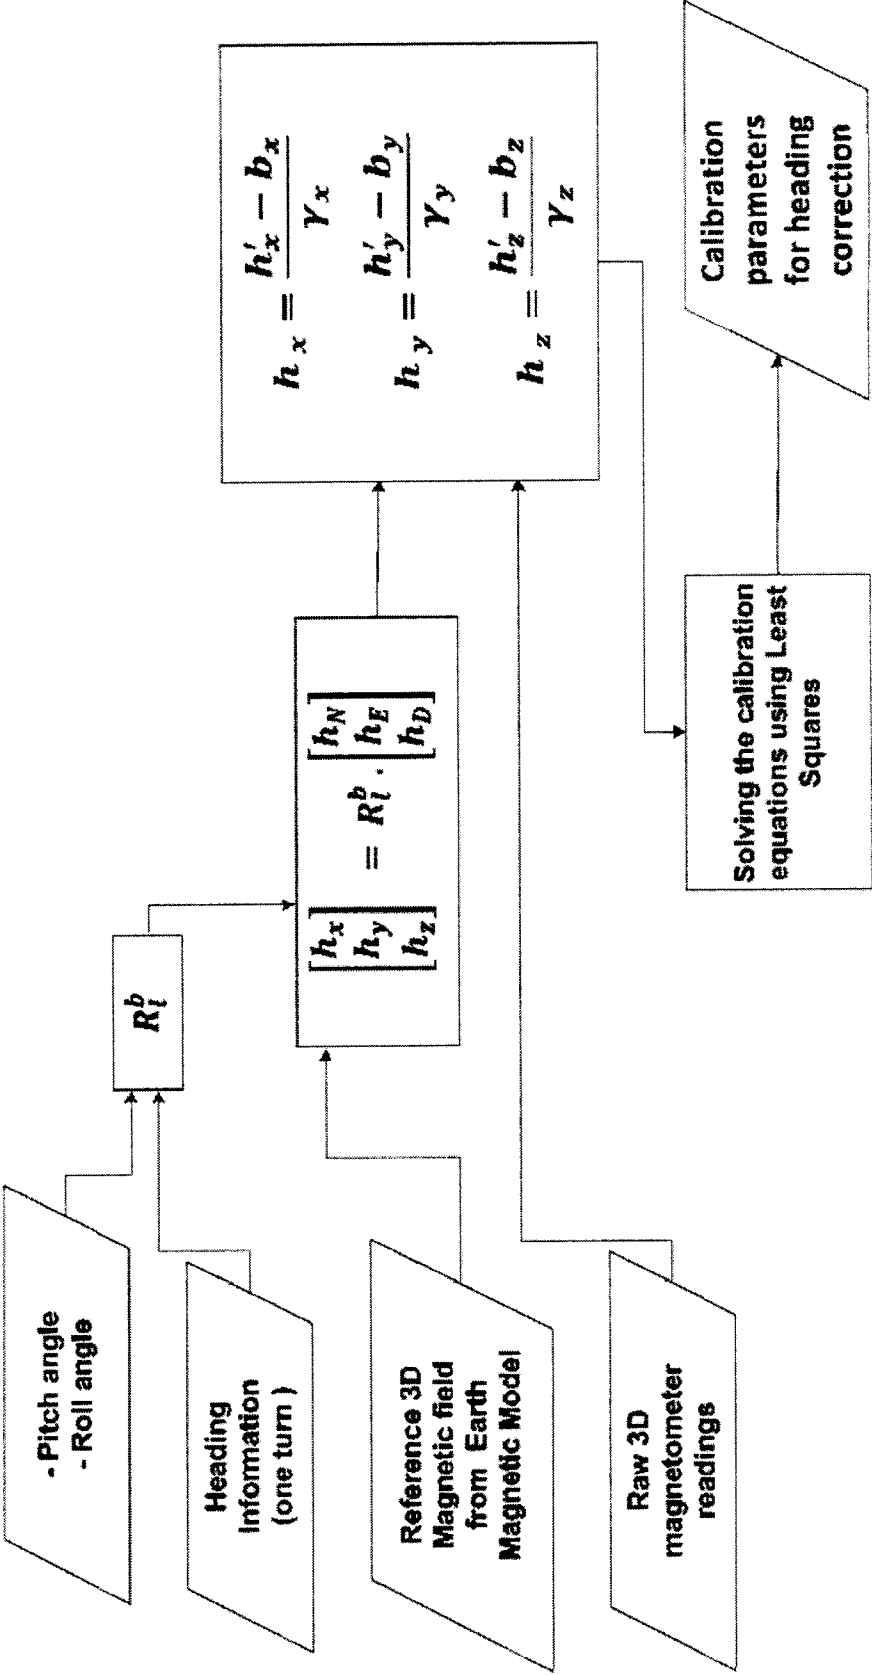 - Pitch angle
- Roll angle
Heading
Information
(one turn )
Reference 3D
Magnetic field
from Earth
Magnetic Model
Raw 3D
magnetometer
readings
R_l^b
[h_x h_y h_z] = R_l^b . [h_N h_E h_D]
h_x = (h'_x − b_x) / γ_x
h_y = (h'_y − b_y) / γ_y
h_z = (h'_z − b_z) / γ_z
Solving the calibration
equations using Least
Squares
Calibration
parameters
for heading
correction